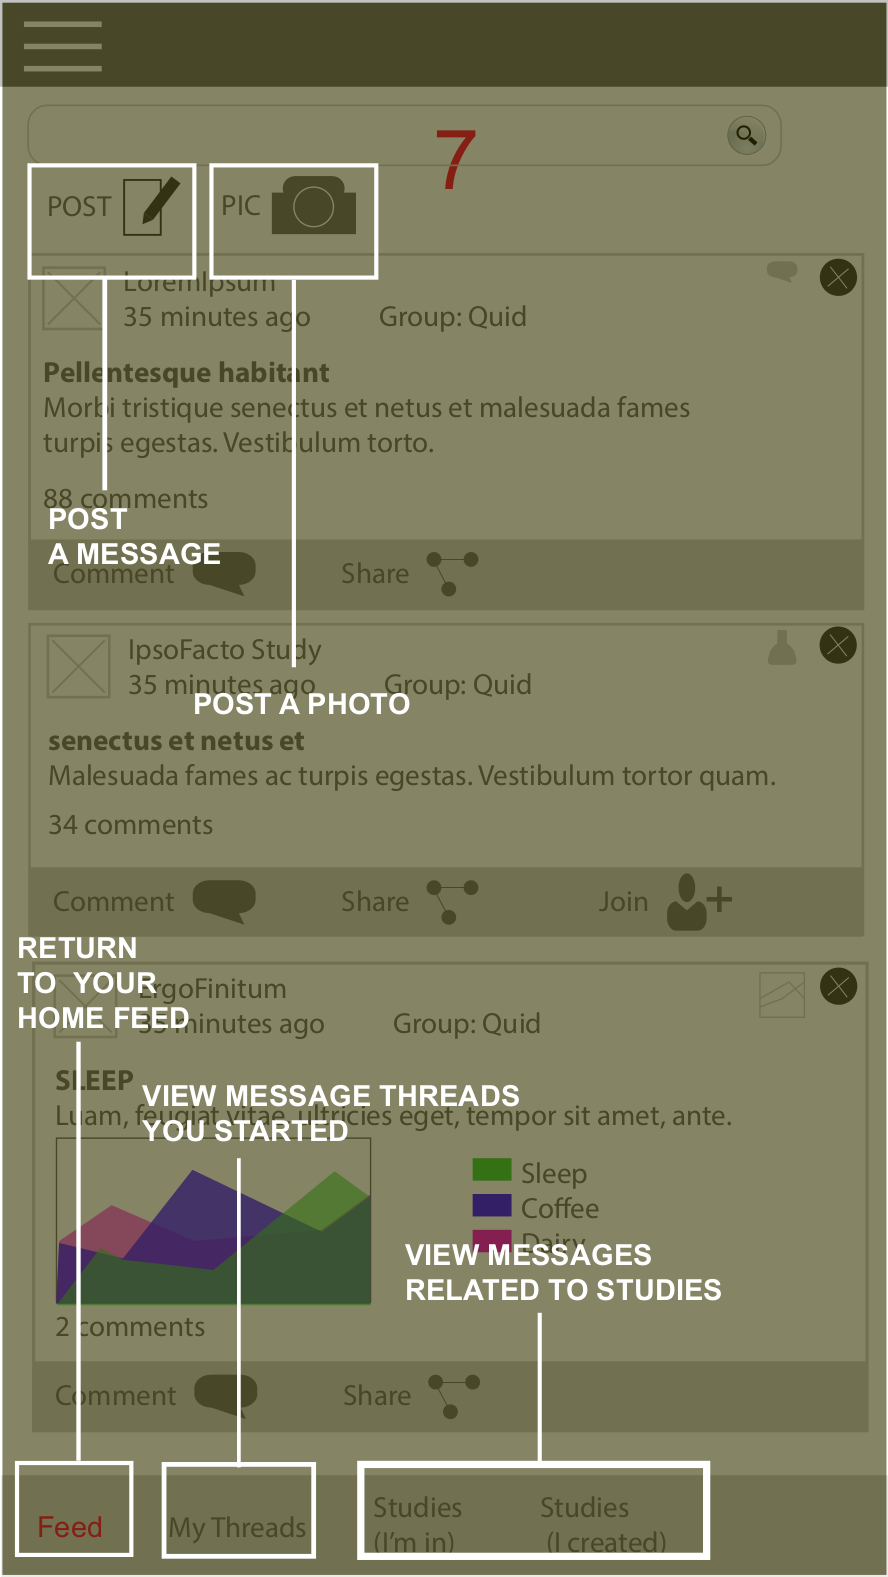 7
POST
PIC
LoremIpsum
35 minutes ago
Group: Quid
Pellentesque habitant
Morbi tristique senectus et netus et malesuada fames
turpis egestas. Vestibulum torto.
88 comments
POST
A MESSAGE
Comment
Share
IpsoFacto Study
35 minutes ago
Group: Quid
POST A PHOTO
senectus et netus et
Malesuada fames ac turpis egestas. Vestibulum tortor quam.
34 comments
Comment
Share
Join
RETURN
TO YOUR
HOME FEED
ErgoFinitum
35 minutes ago
Group: Quid
SLEEP
VIEW MESSAGE THREADS
YOU STARTED
Luam, feugiat vitae, ultricies eget, tempor sit amet, ante.
Sleep
Coffee
Dairy
VIEW MESSAGES
RELATED TO STUDIES
2 comments
Comment
Share
Feed
My Threads
Studies
(I'm in)
Studies
(I created)